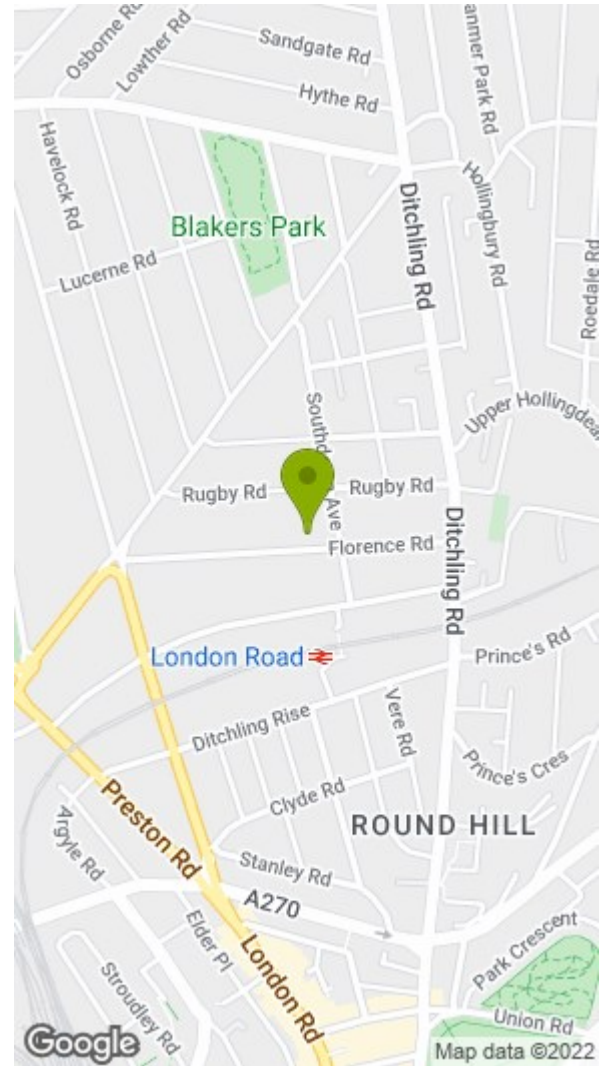 Osborne Rd
Lowther Rd
Sandgate Rd
Hythe Rd
Havelock Rd
Ditchling Rd
Hollingbury Rd
Blakers Park
Lucerne Rd
Roedale Rd
Upper Hollingdea
Rugby Rd
Rugby Rd
Ave
Florence Rd
Ditchling Rd
London Road
Prince's Rd
Ditchling Rise
Vere Rd
Prince's Cres
Preston Rd
Clyde Rd
Argyle Rd
ROUND HILL
Stanley Rd
A270
Elder Pl
London Rd
Park Crescent
Stroudley Rd
Union Rd
Google
Map data ©2022